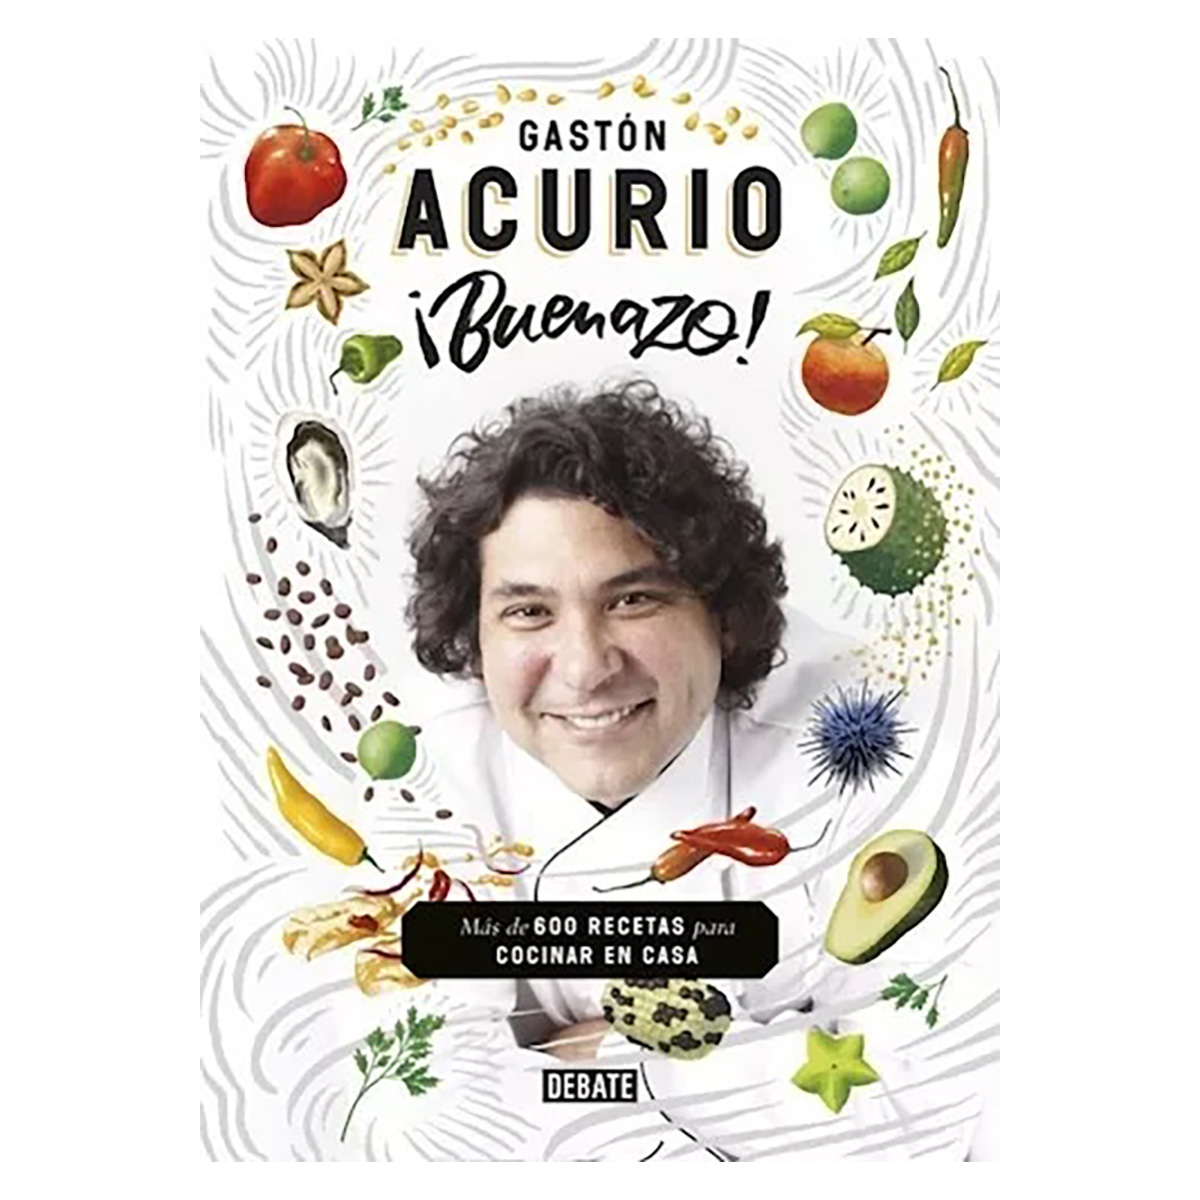 GASTÓN
ACURIO
¡Buenazo!
Más de 600 RECETAS para
COCINAR EN CASA
DEBATE